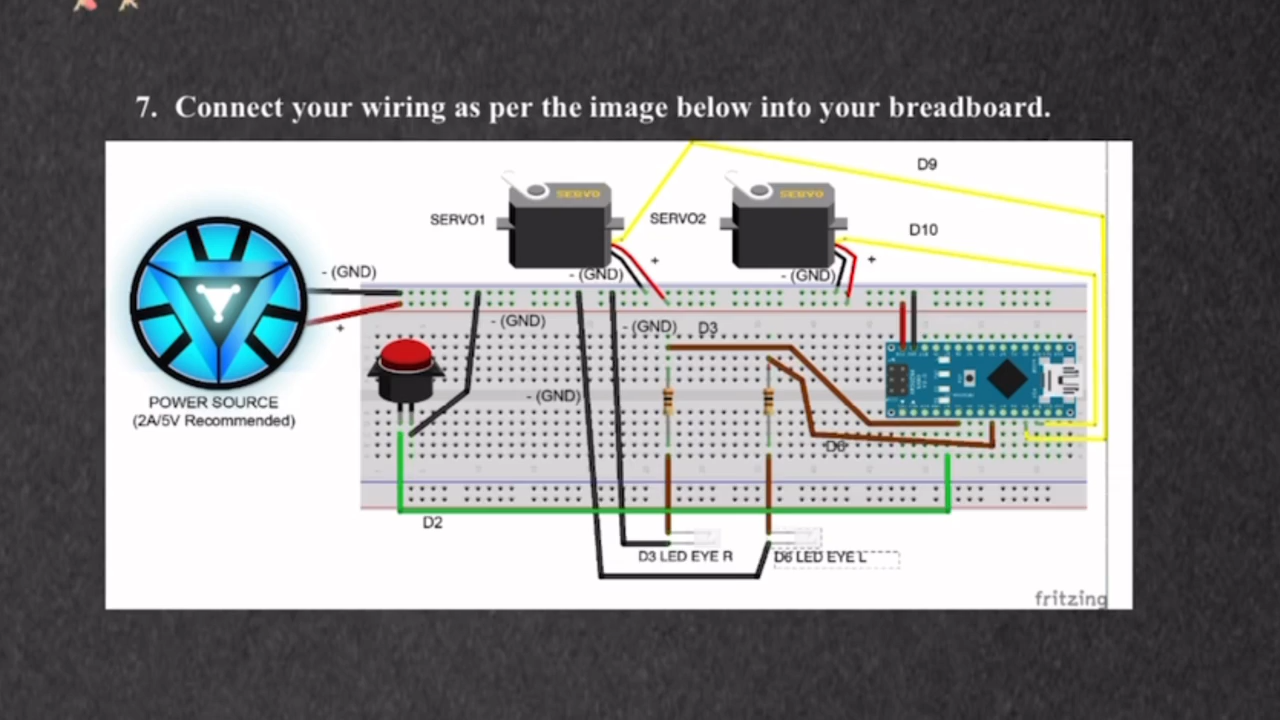 7. Connect your wiring as per the image below into your breadboard.
D9
SERVO
SERVO
SERVO1
SERVO2
D10
- (GND)
+
- (GND)
+
- (GND)
+
- (GND)
- (GND)
D3
- (GND)
POWER SOURCE
(2A/5V Recommended)
D6
D2
D3 LED EYE R
D6 LED EYE L
fritzing